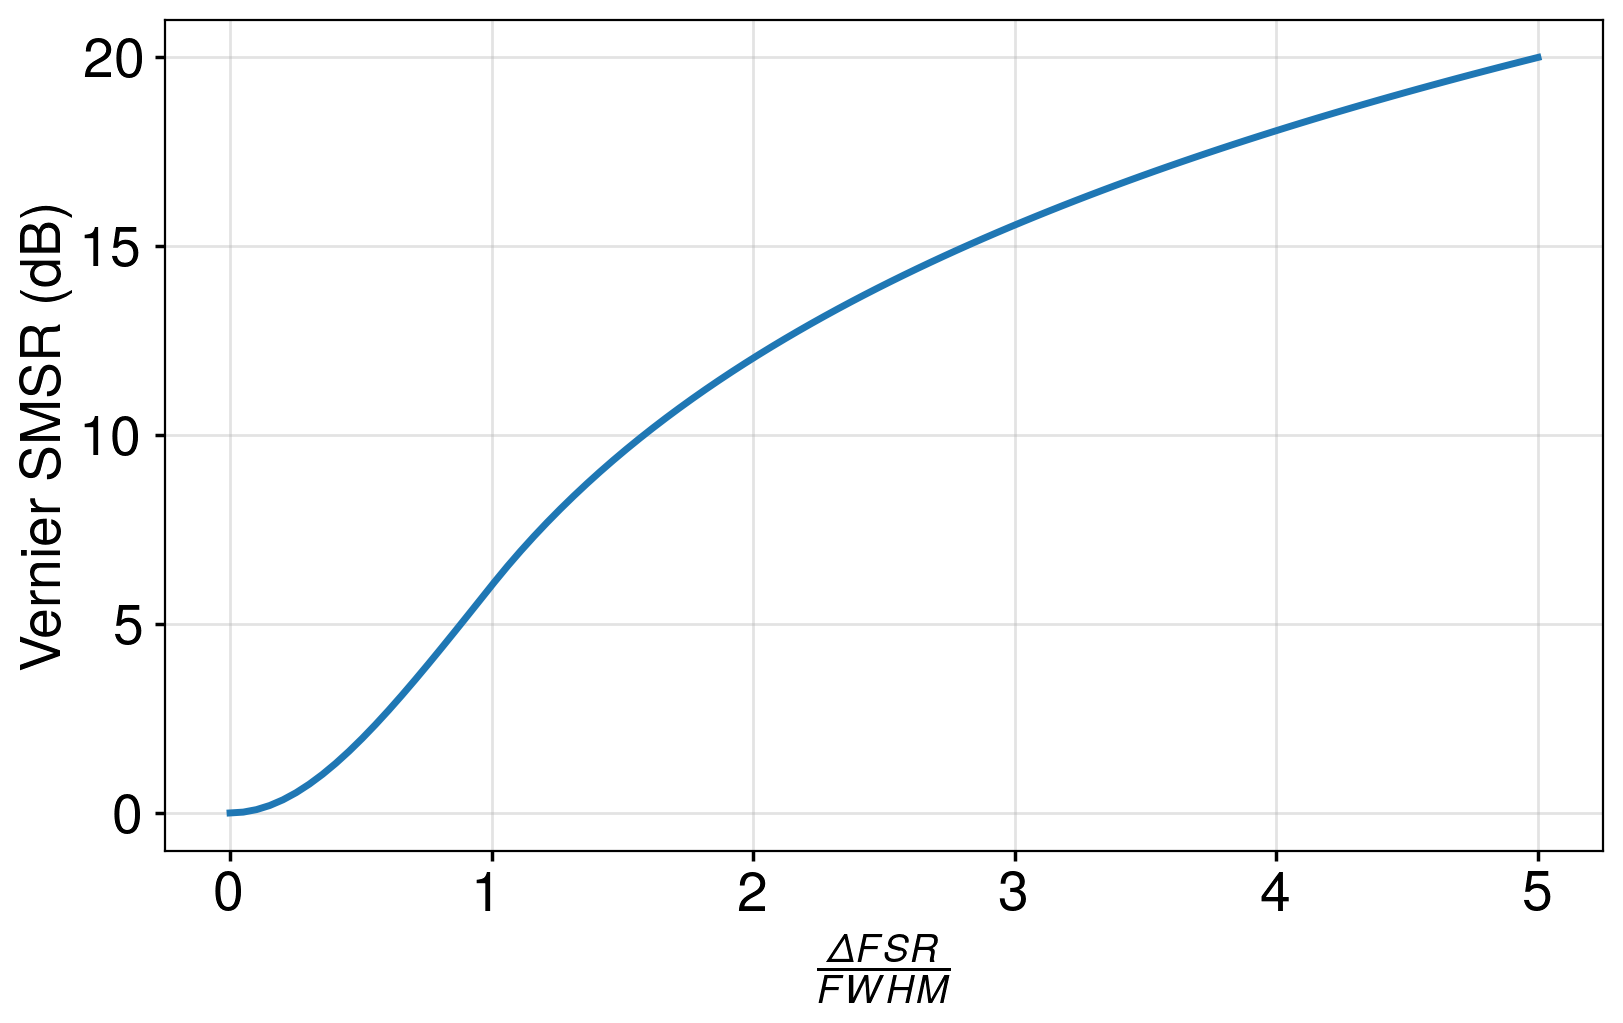 20
15
10
5
0
Vernier SMSR (dB)
0 1 2 3 4 5
ΔFSR
FWHM